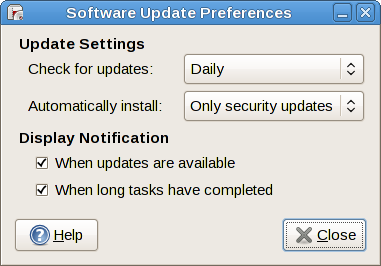 Software Update Preferences
Update Settings
Check for updates: Daily
Automatically install: Only security updates
Display Notification
When updates are available
When long tasks have completed
Help Close